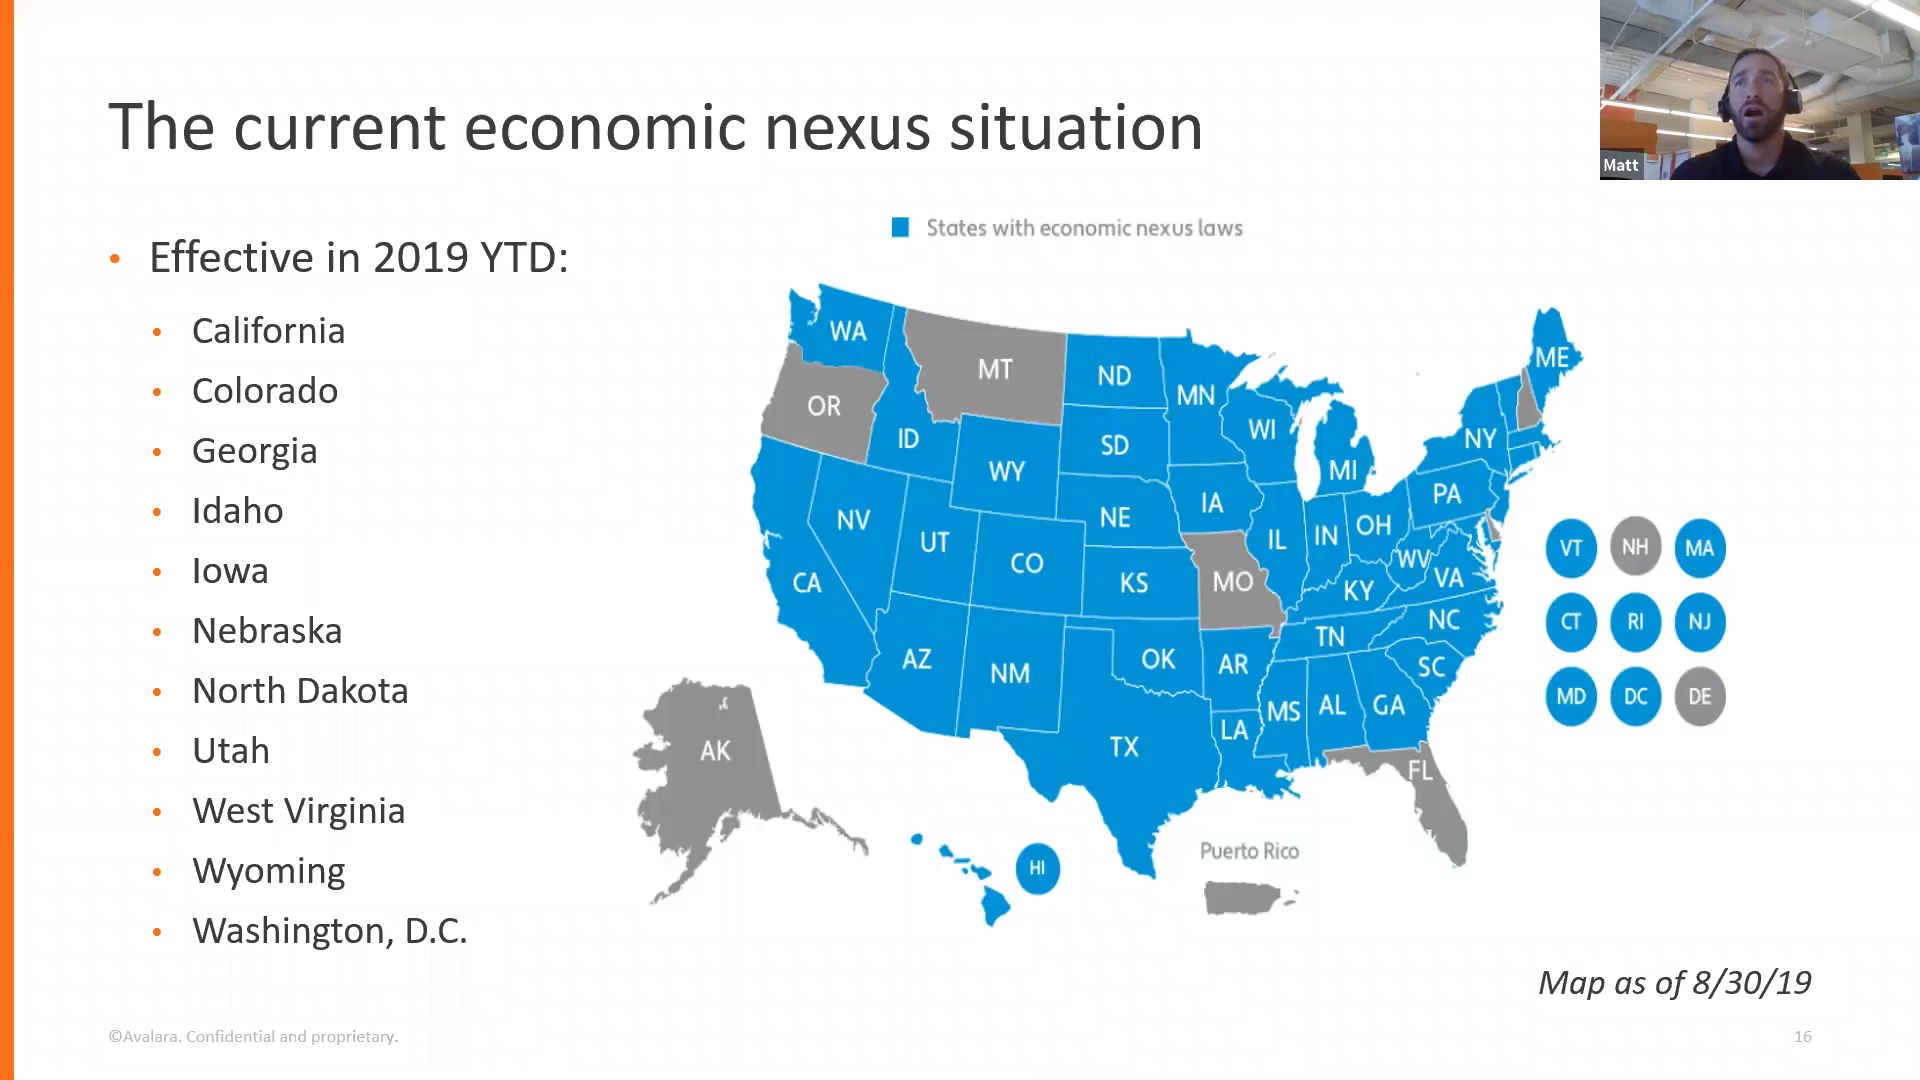 The current economic nexus situation
Matt
• Effective in 2019 YTD:
• California
• Colorado
• Georgia
• Idaho
• Iowa
• Nebraska
• North Dakota
• Utah
• West Virginia
• Wyoming
• Washington, D.C.
States with economic nexus laws
WA
MT
ND
MN
ME
OR
ID
SD
WI
NY
WY
MI
IA
PA
NV
NE
UT
CO
IL
IN
OH
WV
VA
CA
KS
MO
KY
NC
TN
AZ
NM
OK
AR
SC
MS
AL
GA
LA
TX
FL
AK
HI
VT
NH
MA
CT
RI
NJ
MD
DC
DE
Puerto Rico
Map as of 8/30/19
©Avalara. Confidential and proprietary.
16